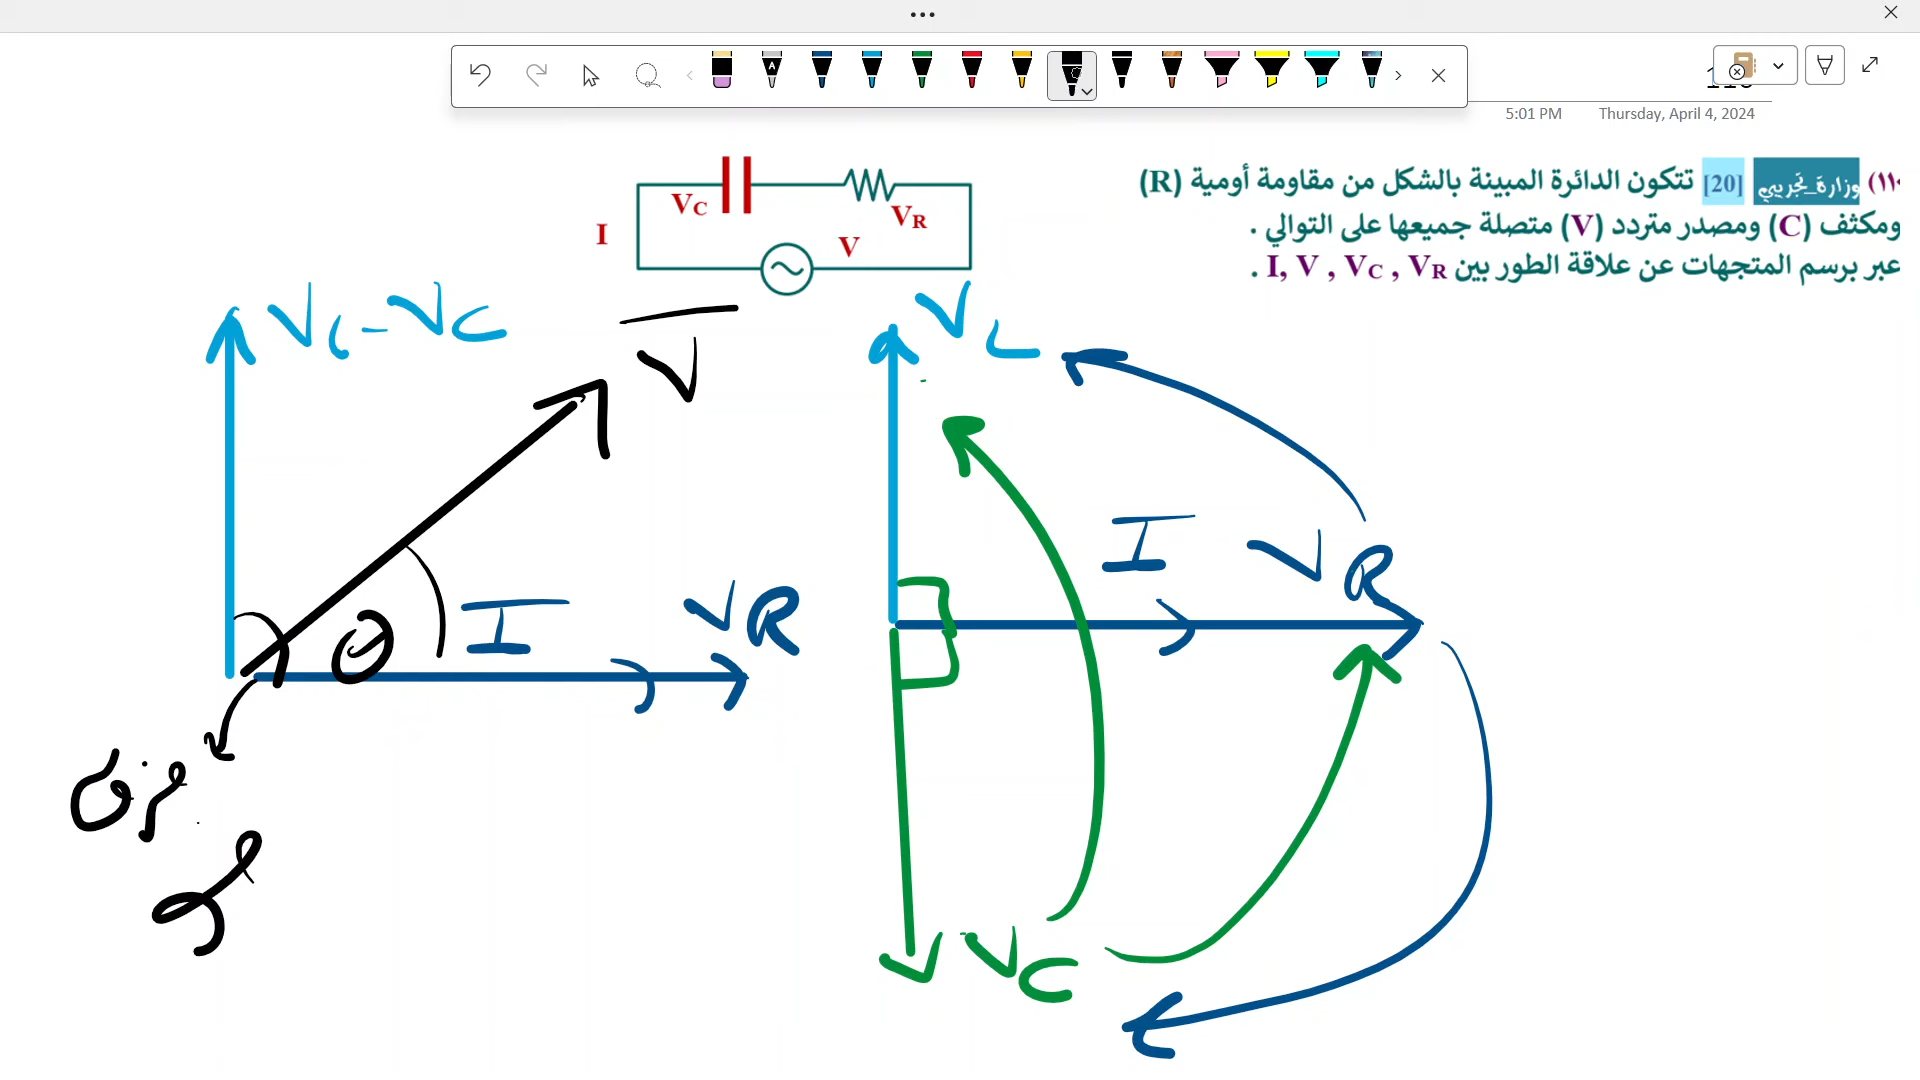 5:01 PM Thursday, April 4, 2024
وزارة_تجريبي [20] تتكون الدائرة المبينة بالشكل من مقاومة أومية (R)
ومكثف (C) ومصدر متردد (V) متصلة جميعها على التوالي .
عبر برسم المتجهات عن علاقة الطور بين I, V , VC , VR .
VC
VR
I
V
VL - VC
V
VL
I
VR
θ
I
VR
VC